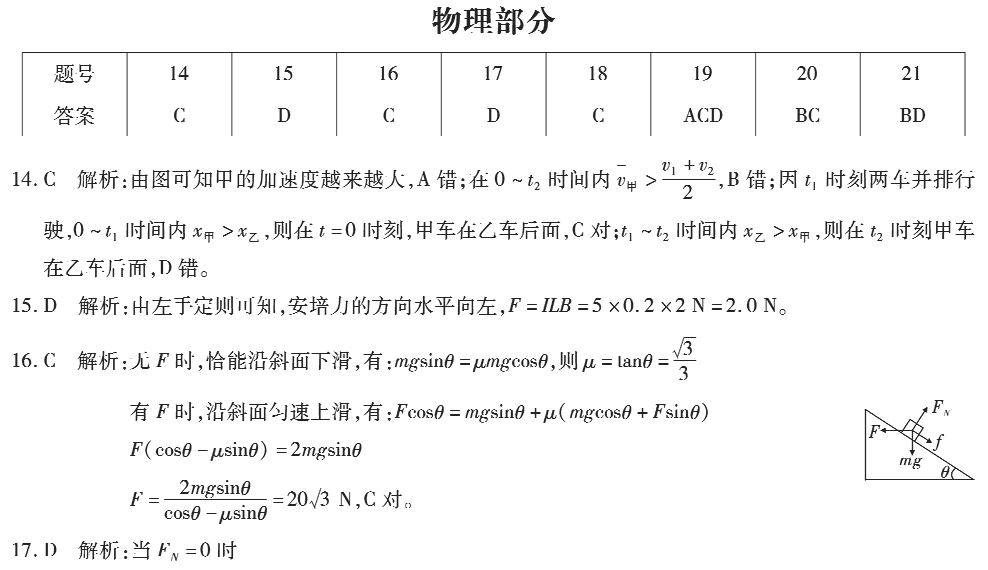 物理部分
题号 14 15 16 17 18 19 20 21
答案 C D C D C ACD BC BD
14. C 解析:由图可知甲的加速度越来越大,A 错;在 0 ~ t₂ 时间内 v̄甲 > (v₁ + v₂)/2,B 错;因 t₁ 时刻两车并排行
驶,0 ~ t₁ 时间内 x甲 > x乙,则在 t = 0 时刻,甲车在乙车后面,C 对;t₁ ~ t₂ 时间内 x乙 > x甲,则在 t₂ 时刻甲车
在乙车后面,D 错。
15. D 解析:由左手定则可知,安培力的方向水平向左,F = ILB = 5 × 0.2 × 2 N = 2.0 N。
16. C 解析:无 F 时,恰能沿斜面下滑,有:mgsinθ = μmgcosθ,则 μ = tanθ = √3/3
有 F 时,沿斜面匀速上滑,有:Fcosθ = mgsinθ + μ(mgcosθ + Fsinθ)
F(cosθ − μsinθ) = 2mgsinθ
F = 2mgsinθ/(cosθ − μsinθ) = 20√3 N,C 对。
F_N
F
f
mg
θ
17. D 解析:当 F_N = 0 时